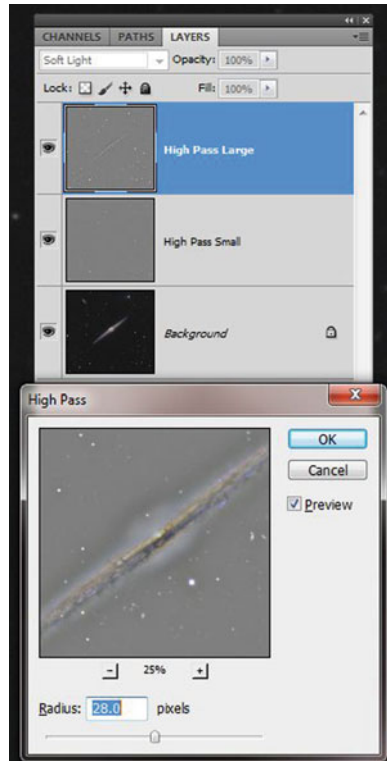 CHANNELS PATHS LAYERS
Soft Light Opacity: 100%
Lock: Fill: 100%
High Pass Large
High Pass Small
Background
High Pass
OK
Cancel
Preview
25%
Radius: 28.0 pixels